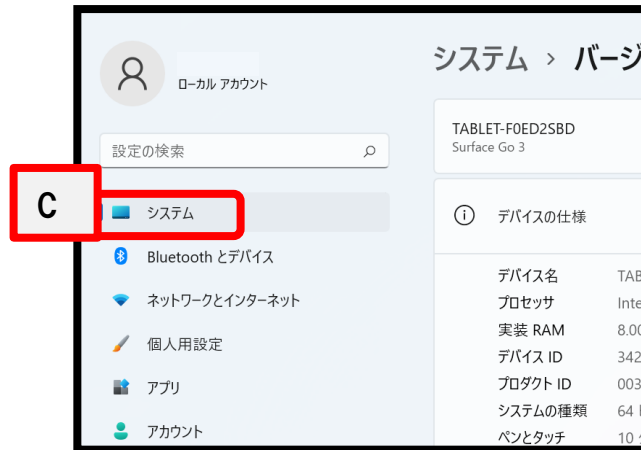 システム › バージ
ローカル アカウント
TABLET-F0ED2SBD
Surface Go 3
設定の検索
C
システム
デバイスの仕様
Bluetooth とデバイス
デバイス名 TAB
ネットワークとインターネット
プロセッサ Inte
実装 RAM 8.00
個人用設定
デバイス ID 342
アプリ
プロダクト ID 003
システムの種類 64
アカウント
ペンとタッチ 10